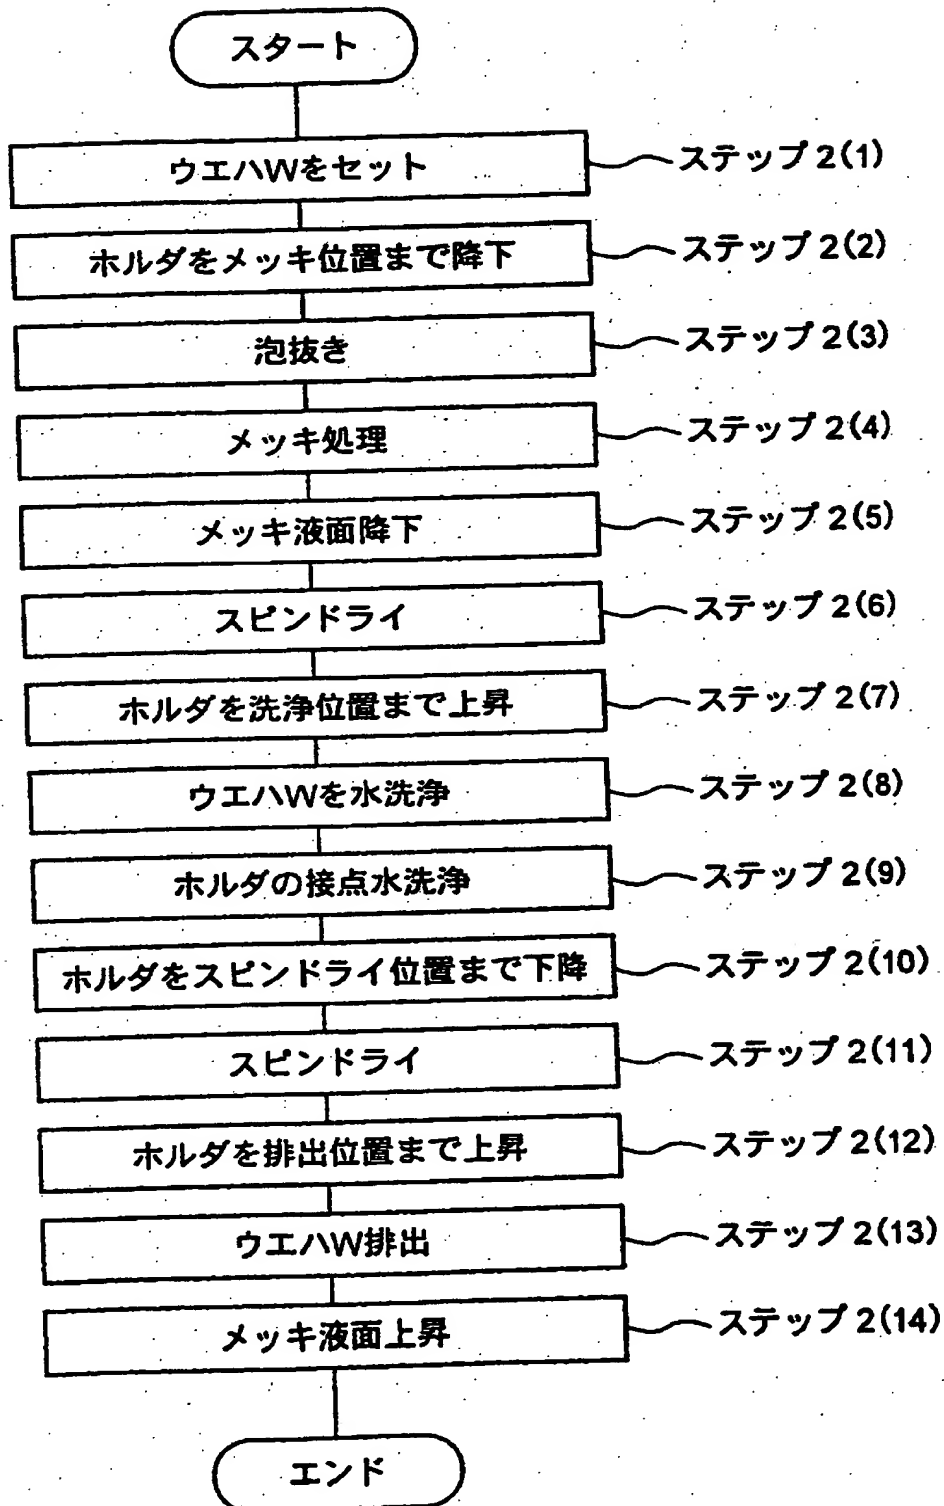 スタート
ウエハWをセット ステップ2(1)
ホルダをメッキ位置まで降下 ステップ2(2)
泡抜き ステップ2(3)
メッキ処理 ステップ2(4)
メッキ液面降下 ステップ2(5)
スピンドライ ステップ2(6)
ホルダを洗浄位置まで上昇 ステップ2(7)
ウエハWを水洗浄 ステップ2(8)
ホルダの接点水洗浄 ステップ2(9)
ホルダをスピンドライ位置まで下降 ステップ2(10)
スピンドライ ステップ2(11)
ホルダを排出位置まで上昇 ステップ2(12)
ウエハW排出 ステップ2(13)
メッキ液面上昇 ステップ2(14)
エンド